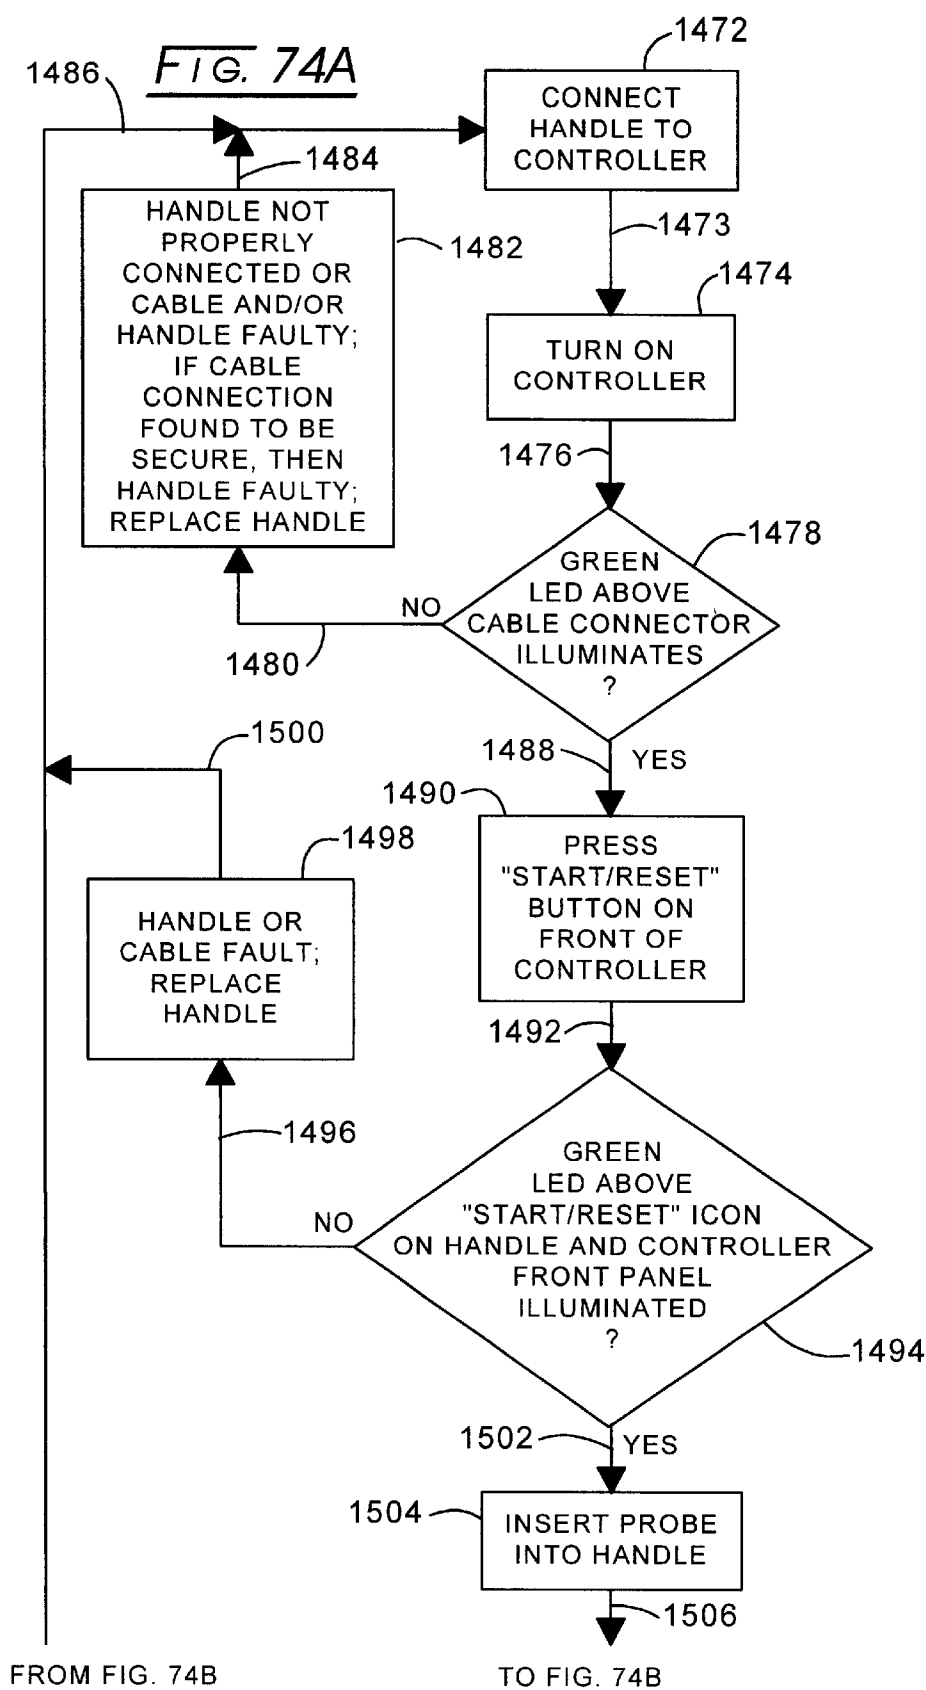 FIG. 74A
1486
1472
CONNECT
HANDLE TO
CONTROLLER
1484
1473
HANDLE NOT
PROPERLY
CONNECTED OR
CABLE AND/OR
HANDLE FAULTY;
IF CABLE
CONNECTION
FOUND TO BE
SECURE, THEN
HANDLE FAULTY;
REPLACE HANDLE
1482
1474
TURN ON
CONTROLLER
1476
1478
GREEN
LED ABOVE
CABLE CONNECTOR
ILLUMINATES
?
NO
1480
1500
1488
YES
1490
PRESS
"START/RESET"
BUTTON ON
FRONT OF
CONTROLLER
1498
HANDLE OR
CABLE FAULT;
REPLACE
HANDLE
1492
1496
GREEN
LED ABOVE
"START/RESET" ICON
ON HANDLE AND CONTROLLER
FRONT PANEL
ILLUMINATED
?
NO
1494
1502
YES
1504
INSERT PROBE
INTO HANDLE
1506
FROM FIG. 74B
TO FIG. 74B